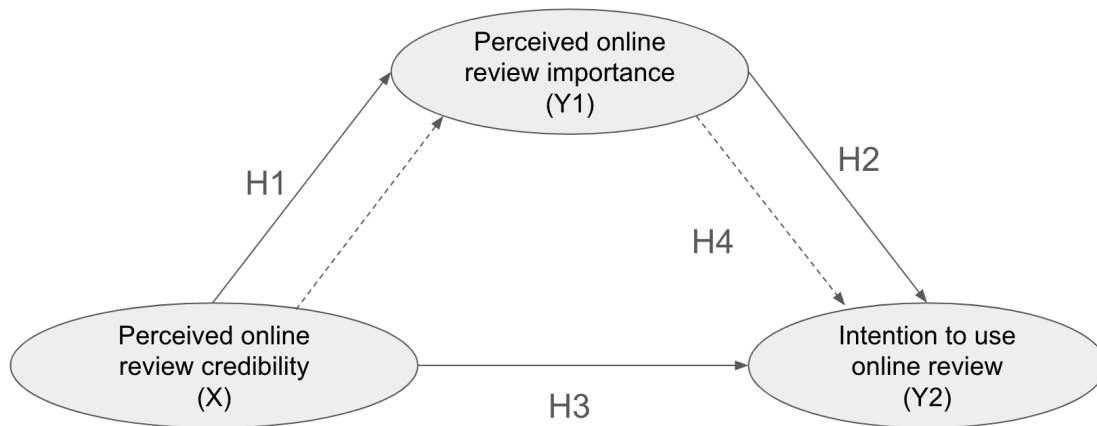 Perceived online
review importance
(Y1)
H1
H2
H4
Perceived online
review credibility
(X)
Intention to use
online review
(Y2)
H3